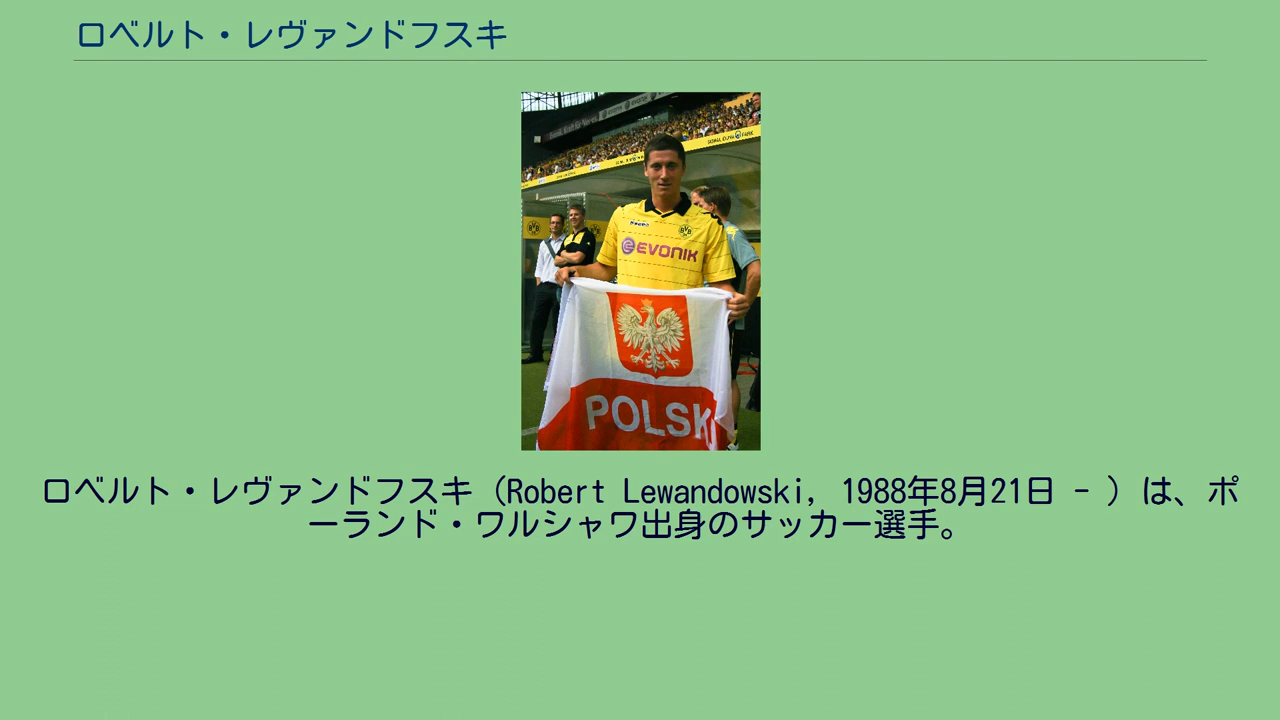 ロベルト・レヴァンドフスキ
EVONIK
BVB
POLSK
ロベルト・レヴァンドフスキ（Robert Lewandowski, 1988年8月21日 - ）は、ポ
ーランド・ワルシャワ出身のサッカー選手。